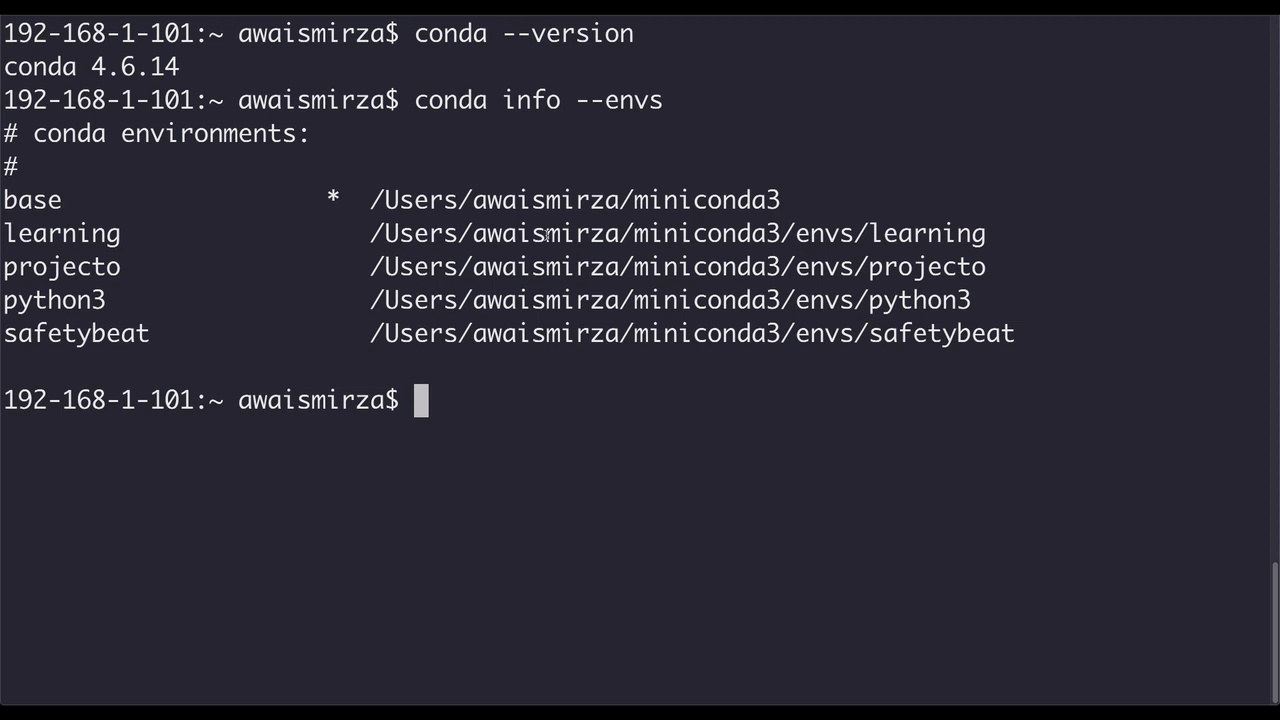 192-168-1-101:~ awaismirza$ conda --version
conda 4.6.14
192-168-1-101:~ awaismirza$ conda info --envs
# conda environments:
#
base                  *  /Users/awaismirza/miniconda3
learning                 /Users/awaismirza/miniconda3/envs/learning
projecto                 /Users/awaismirza/miniconda3/envs/projecto
python3                  /Users/awaismirza/miniconda3/envs/python3
safetybeat               /Users/awaismirza/miniconda3/envs/safetybeat
192-168-1-101:~ awaismirza$